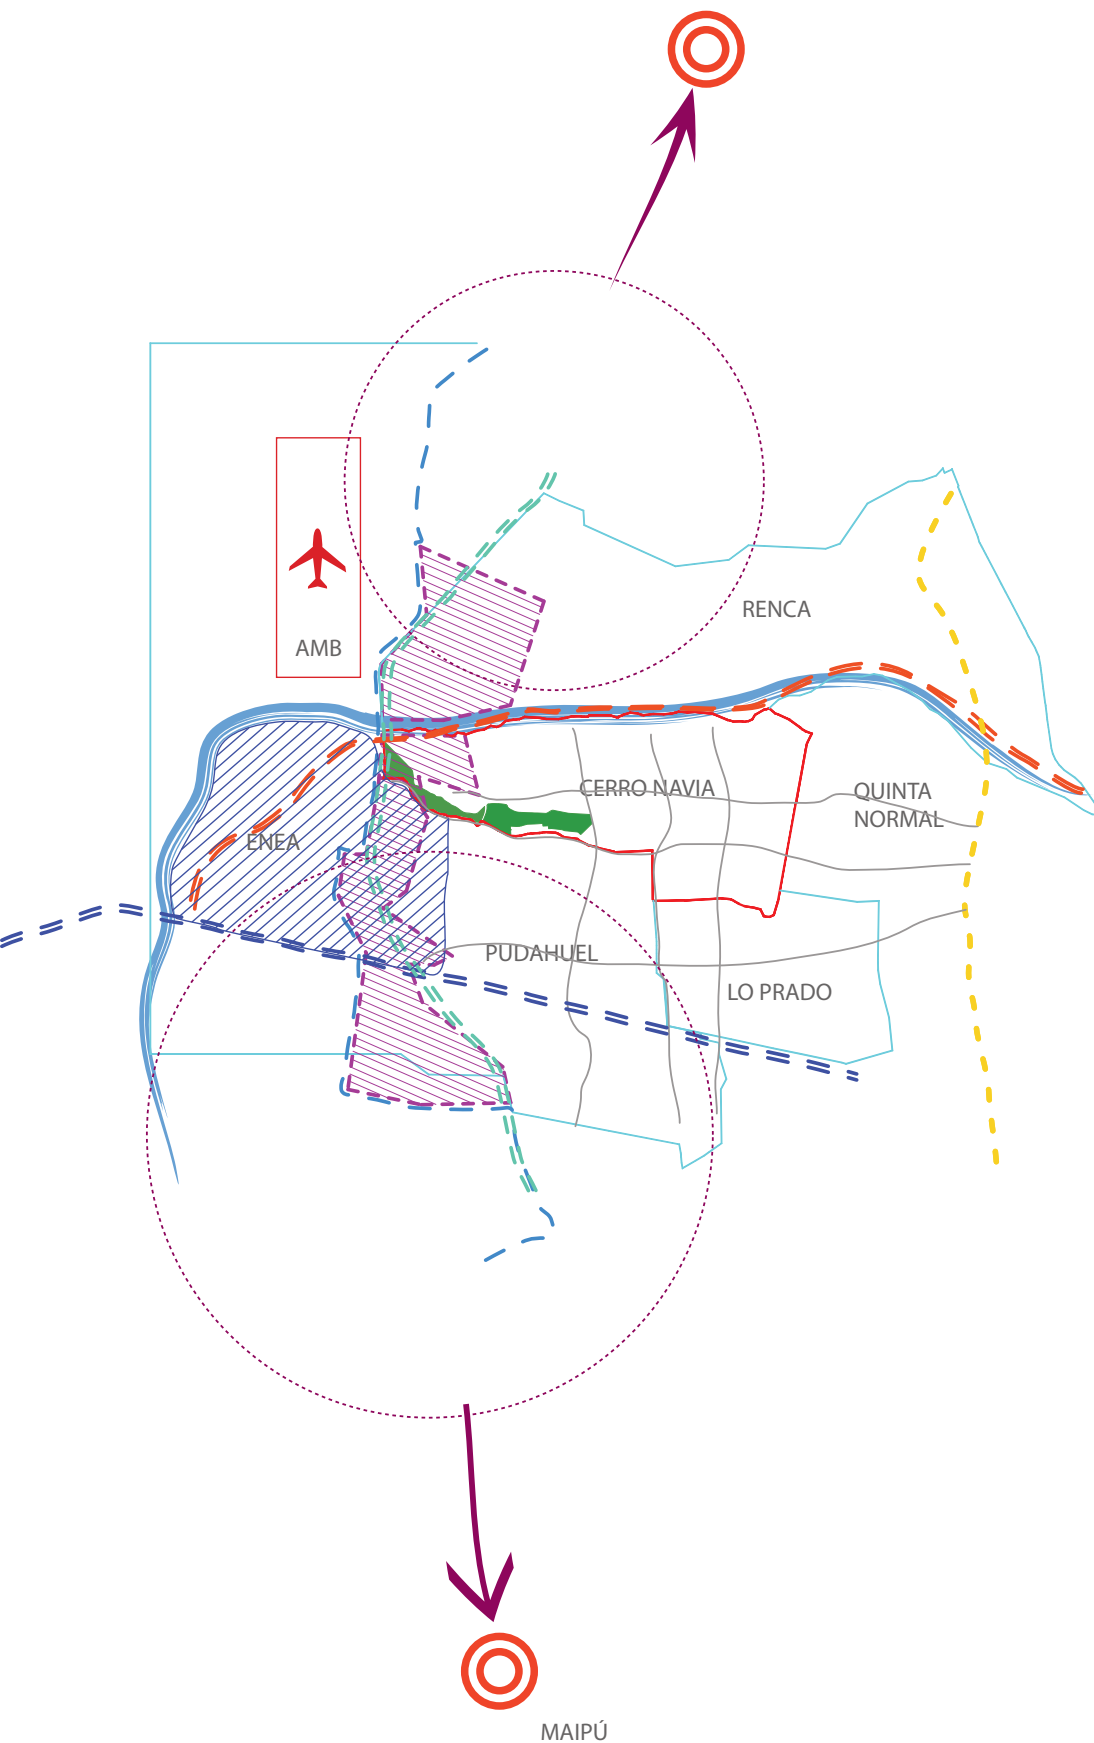 RENCA
AMB
CERRO NAVIA
QUINTA
NORMAL
ENEA
PUDAHUEL
LO PRADO
MAIPÚ